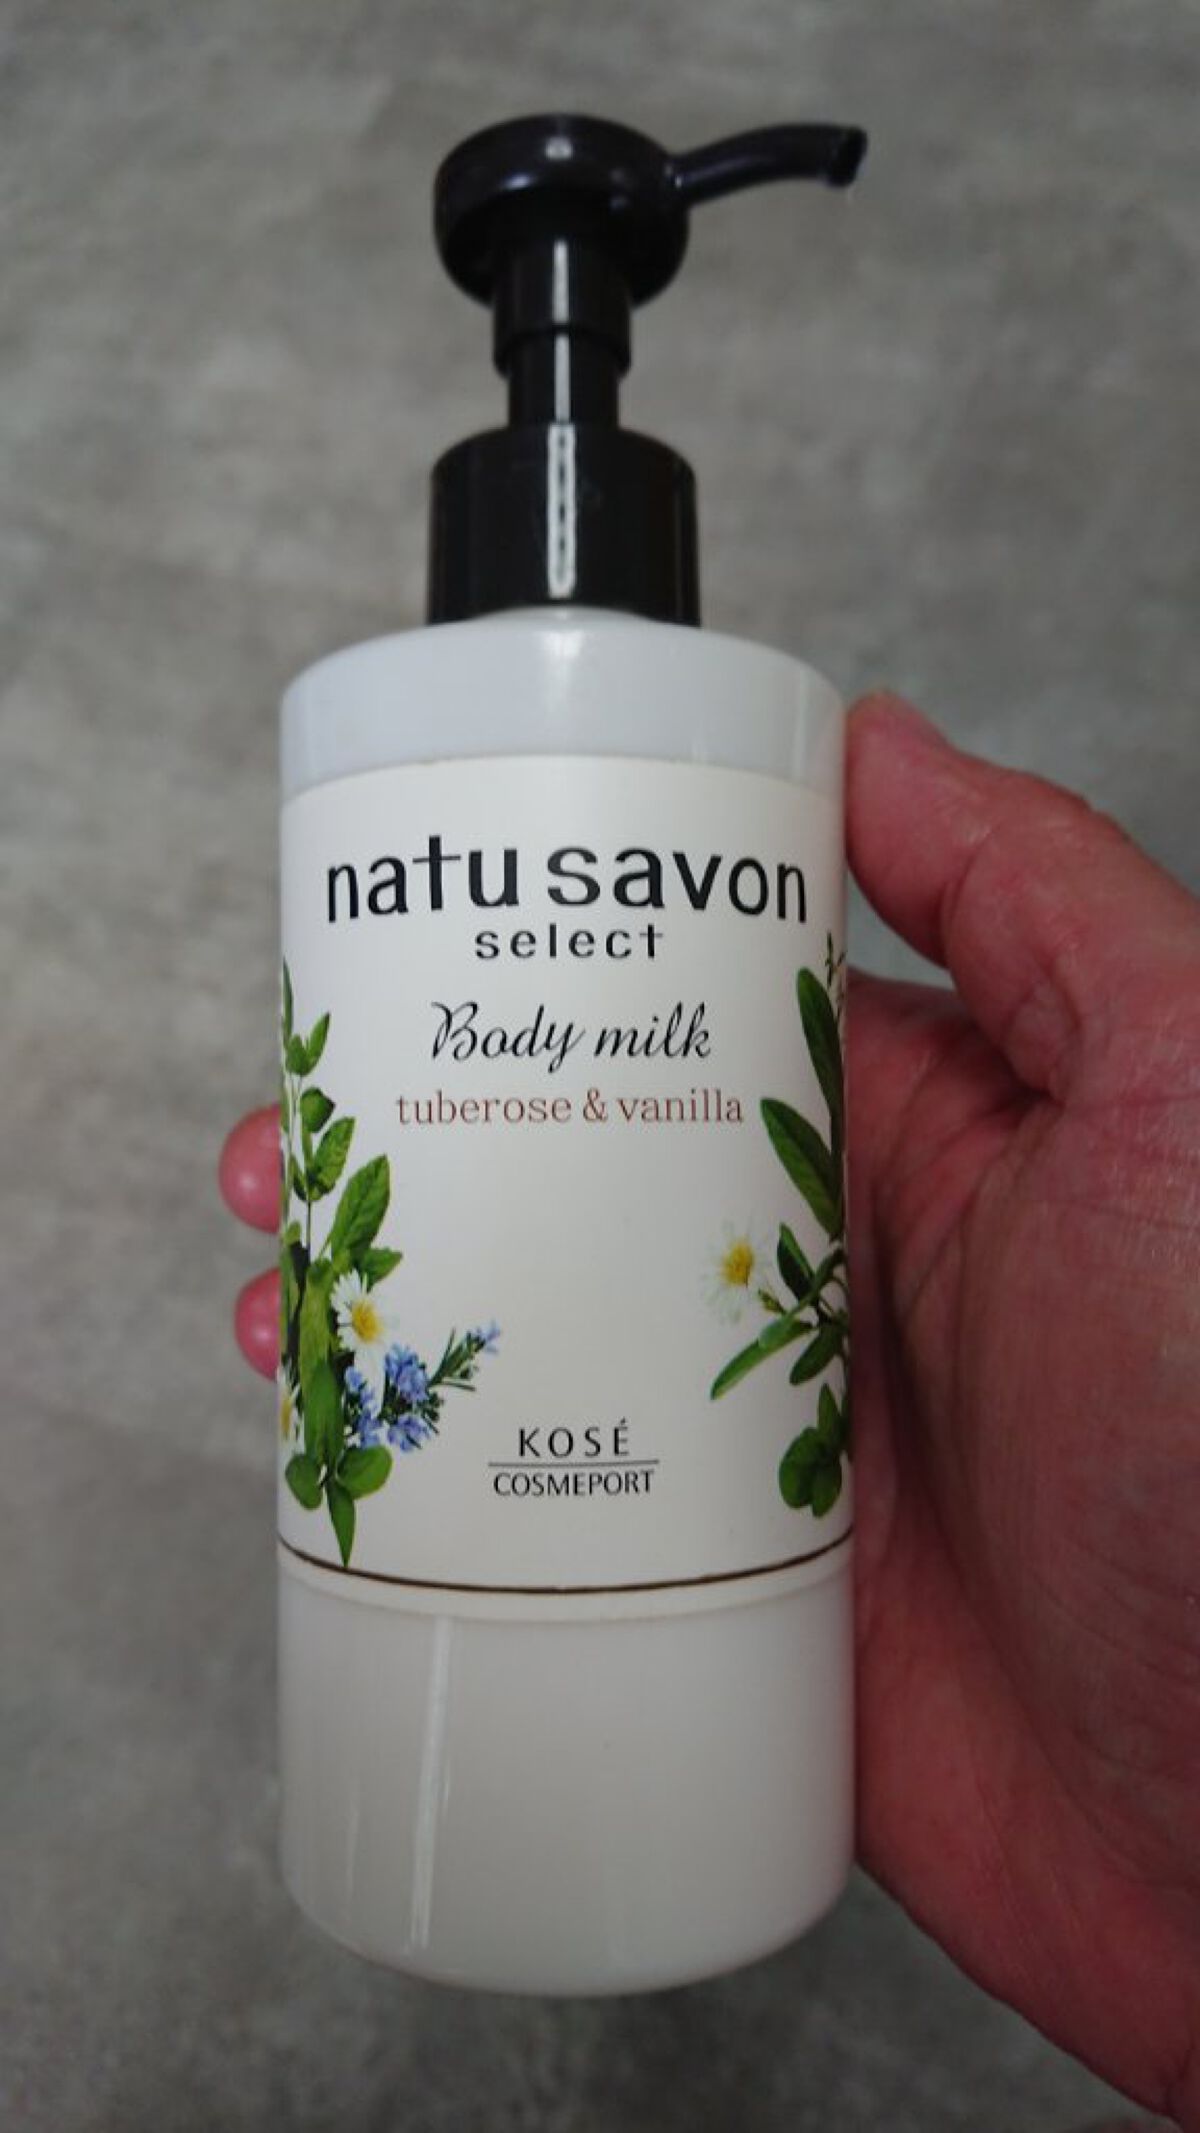 natu savon
select
Body milk
tuberose & vanilla
KOSÉ
COSMEPORT